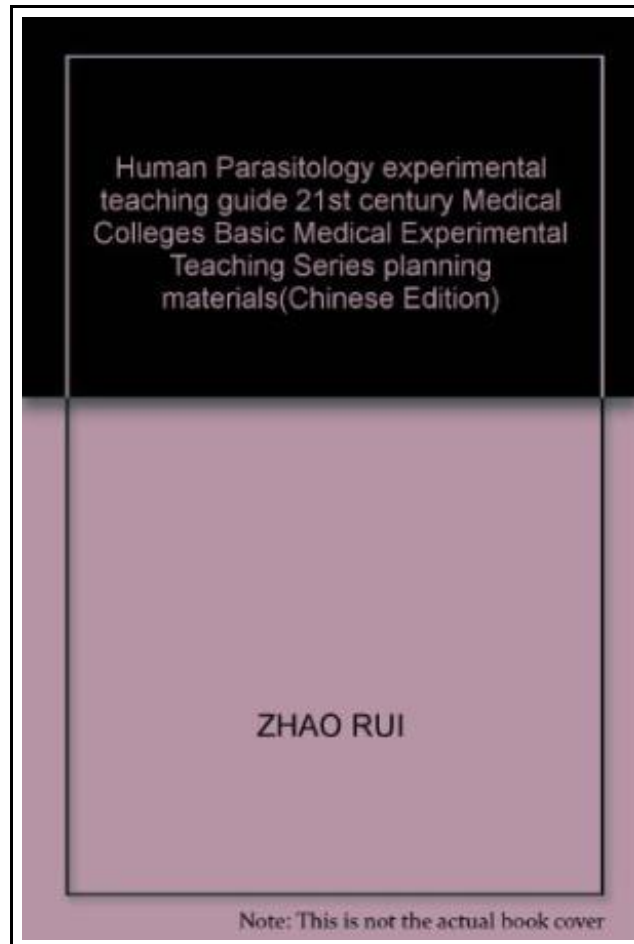 Human Parasitology experimental
teaching guide 21st century Medical
Colleges Basic Medical Experimental
Teaching Series planning
materials(Chinese Edition)
ZHAO RUI
Note: This is not the actual book cover